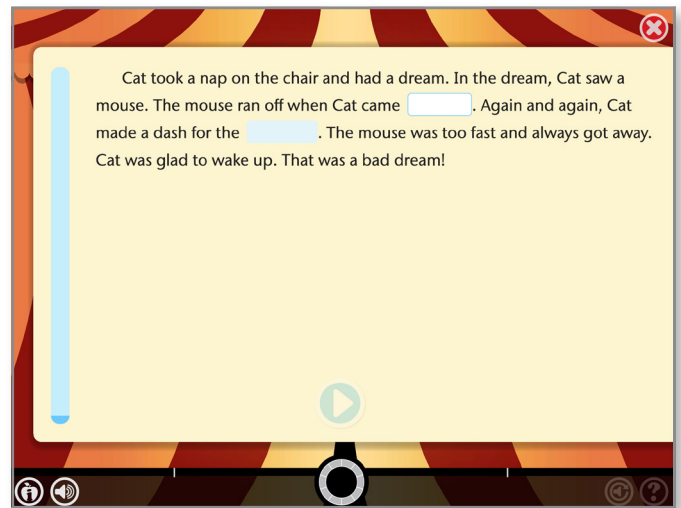 Cat took a nap on the chair and had a dream. In the dream, Cat saw a
mouse. The mouse ran off when Cat came . Again and again, Cat
made a dash for the . The mouse was too fast and always got away.
Cat was glad to wake up. That was a bad dream!